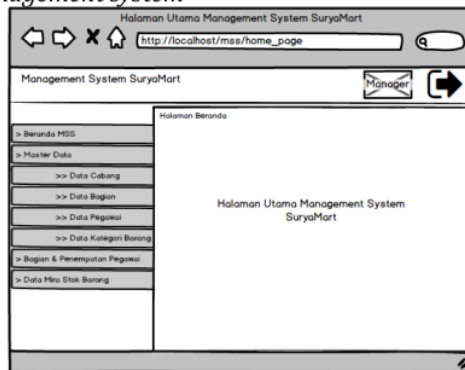 Halaman Utama Management System SuryaMart
http://localhost/mss/home_page
Management System SuryaMart
Manager
Halaman Beranda
> Beranda MSS
> Master Data
>> Data Cabang
>> Data Bagian
>> Data Pegawai
>> Data Kategori Barang
> Bagian & Penempatan Pegawai
> Data Mira Stok Barang
Halaman Utama Management System
SuryaMart